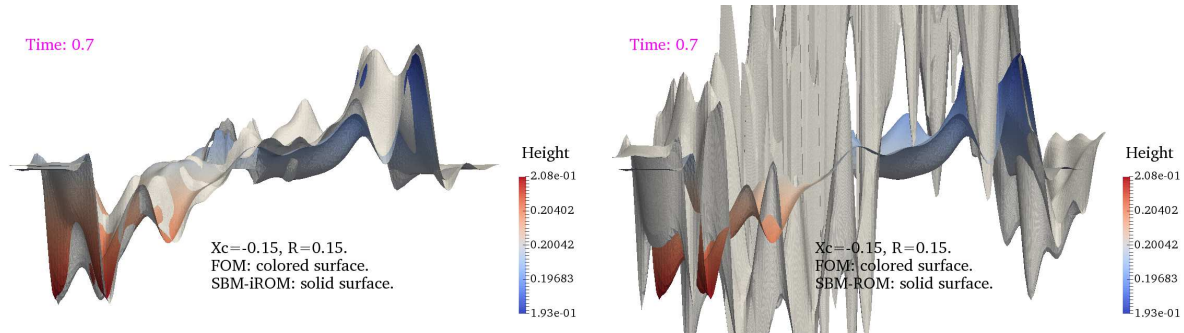 Time: 0.7
Height
2.08e-01
0.20402
0.20042
0.19683
1.93e-01
Xc=-0.15, R=0.15.
FOM: colored surface.
SBM-iROM: solid surface.
Time: 0.7
Height
2.08e-01
0.20402
0.20042
0.19683
1.93e-01
Xc=-0.15, R=0.15.
FOM: colored surface.
SBM-ROM: solid surface.